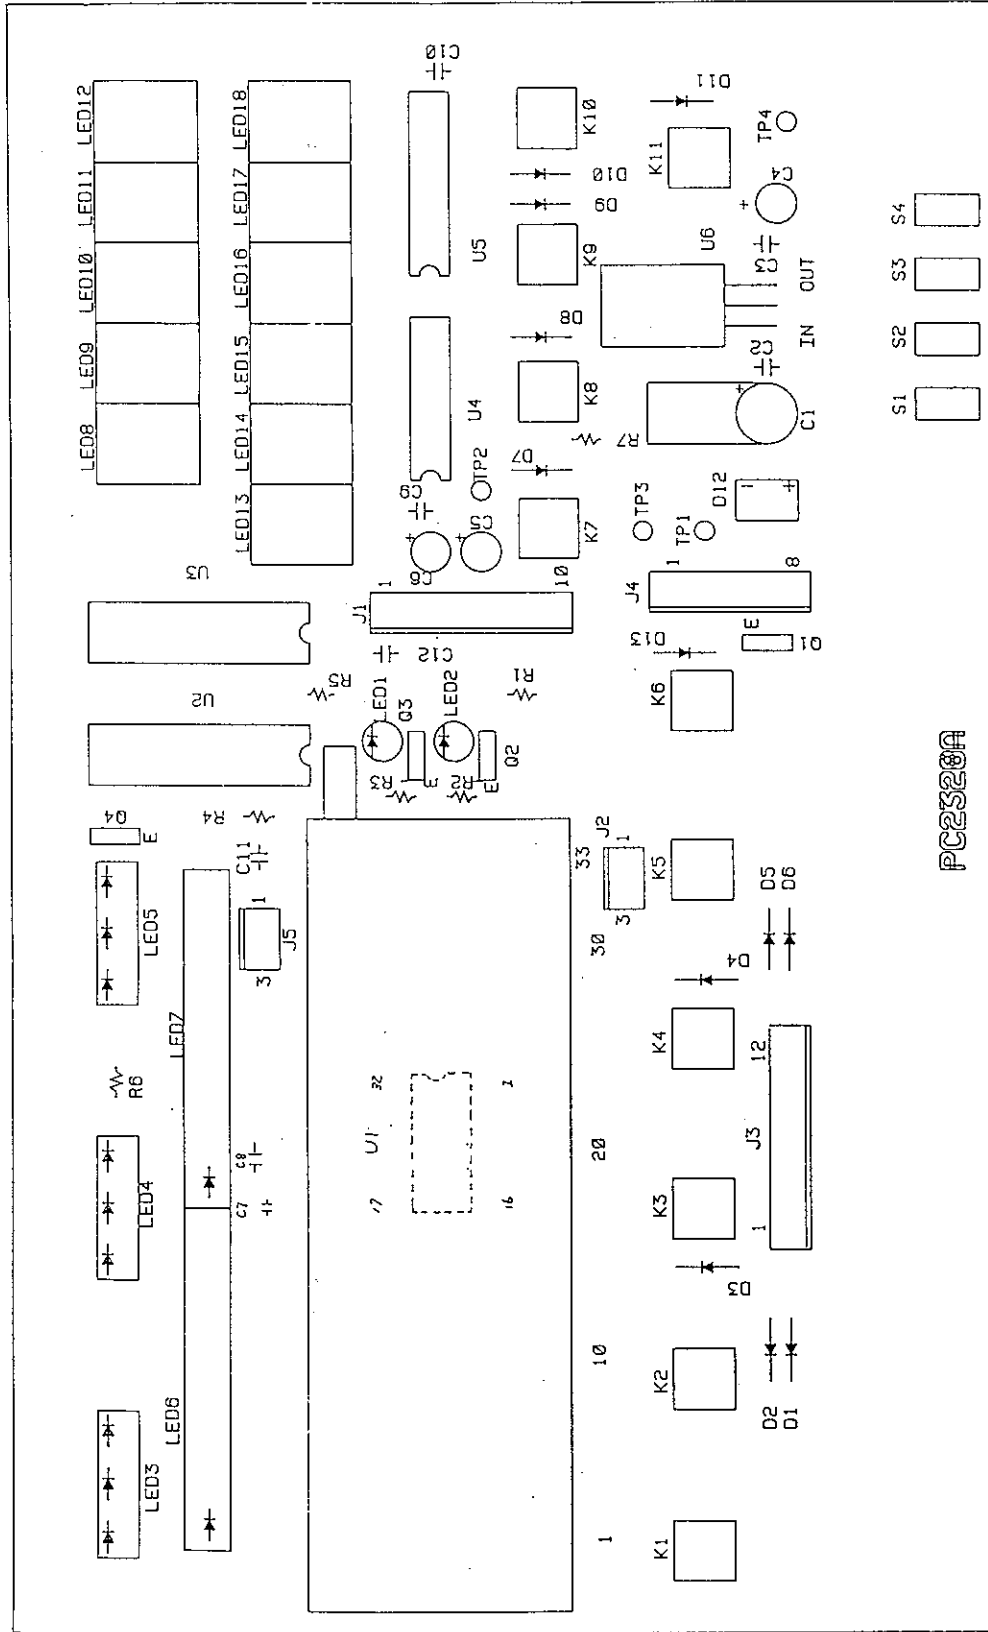 C10
LED12
LED11
LED10
LED9
LED8
LED18
LED17
LED16
LED15
LED14
LED13
U5
U4
K10
D10
D9
K9
D8
K8
R7
D7
K7
D11
K11
TP4
C4
U6
C3
OUT
IN
C2
C1
S4
S3
S2
S1
TP2
C9
C5
C6
TP3
TP1
D12
+
-
U3
J1
1
10
J4
1
8
E
Q1
D13
K6
C12
R5
R1
LED1
Q3
LED2
Q2
E
R3
E
R2
U2
R4
Q4
E
C11
LED5
J5
1
3
LED7
J2
1
3
33
30
K5
D5
D6
D4
K4
J3
12
1
R6
LED4
C8
C7
U1
32
1
17
16
20
10
1
K3
D3
K2
D2
D1
LED6
LED3
K1
PC2328A